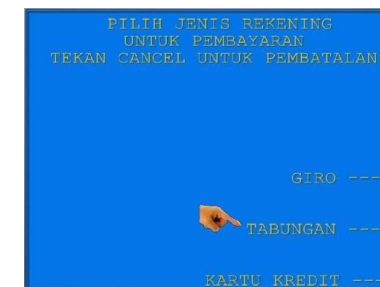 PILIH JENIS REKENING
UNTUK PEMBAYARAN
TEKAN CANCEL UNTUK PEMBATALAN
GIRO ---
TABUNGAN ---
KARTU KREDIT ---